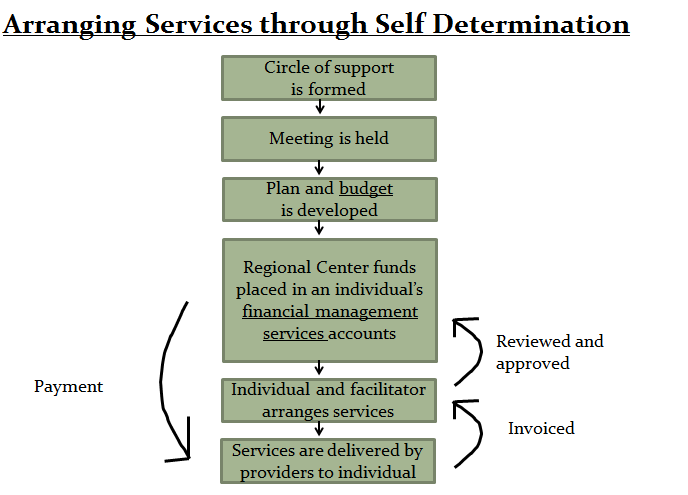 Arranging Services through Self Determination
Circle of support
is formed
Meeting is held
Plan and budget
is developed
Regional Center funds
placed in an individual's
financial management
services accounts
Reviewed and
approved
Individual and facilitator
arranges services
Payment
Invoiced
Services are delivered by
providers to individual